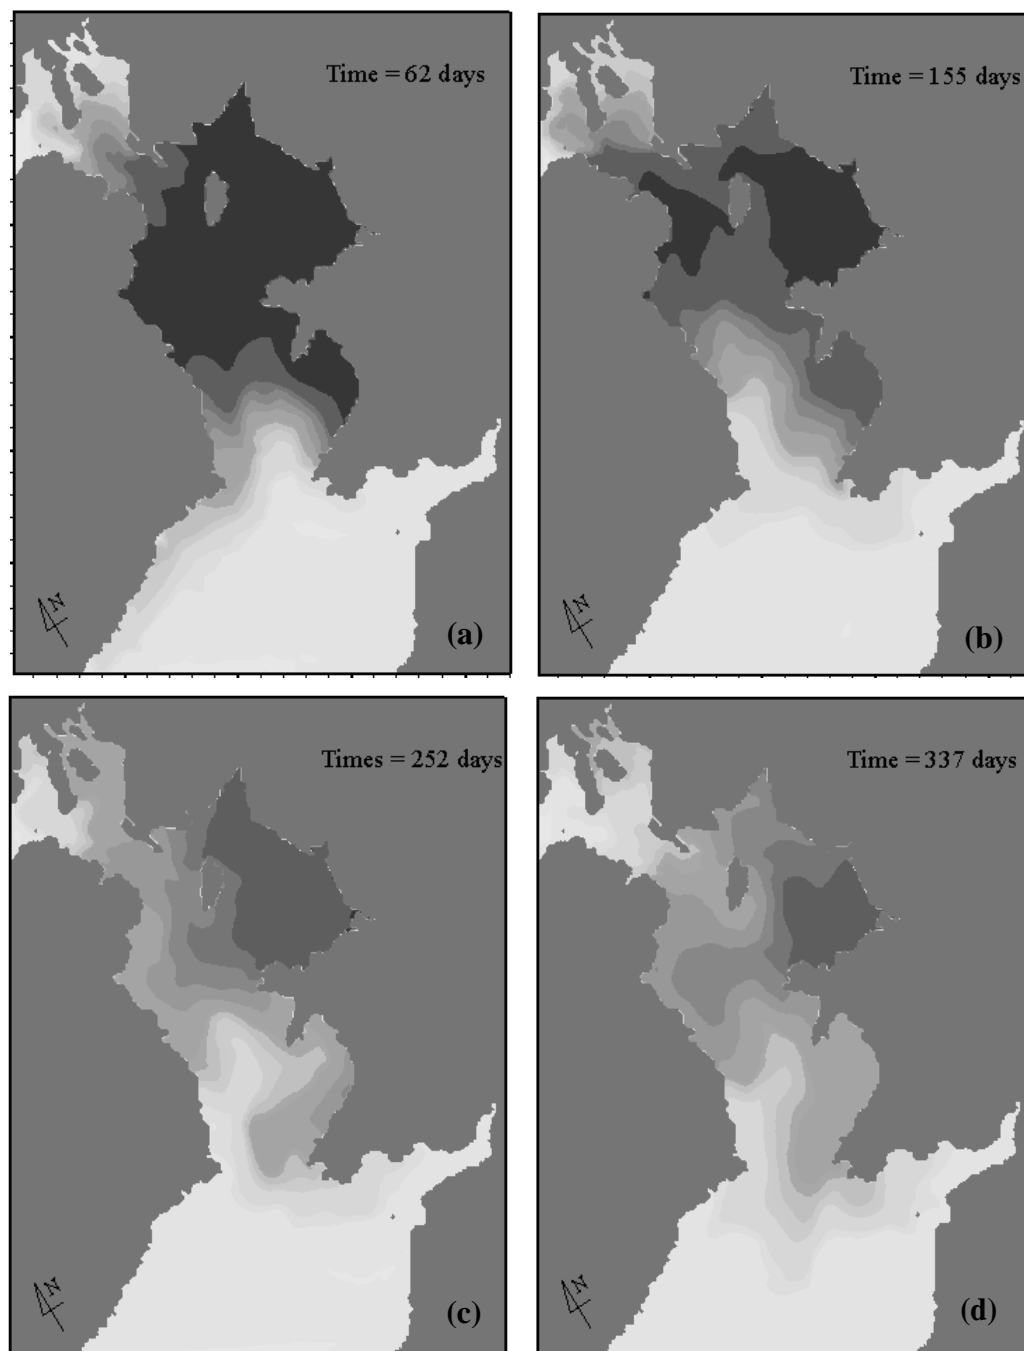 Time = 62 days
N
(a)
Time = 155 days
N
(b)
Times = 252 days
N
(c)
Time = 337 days
N
(d)